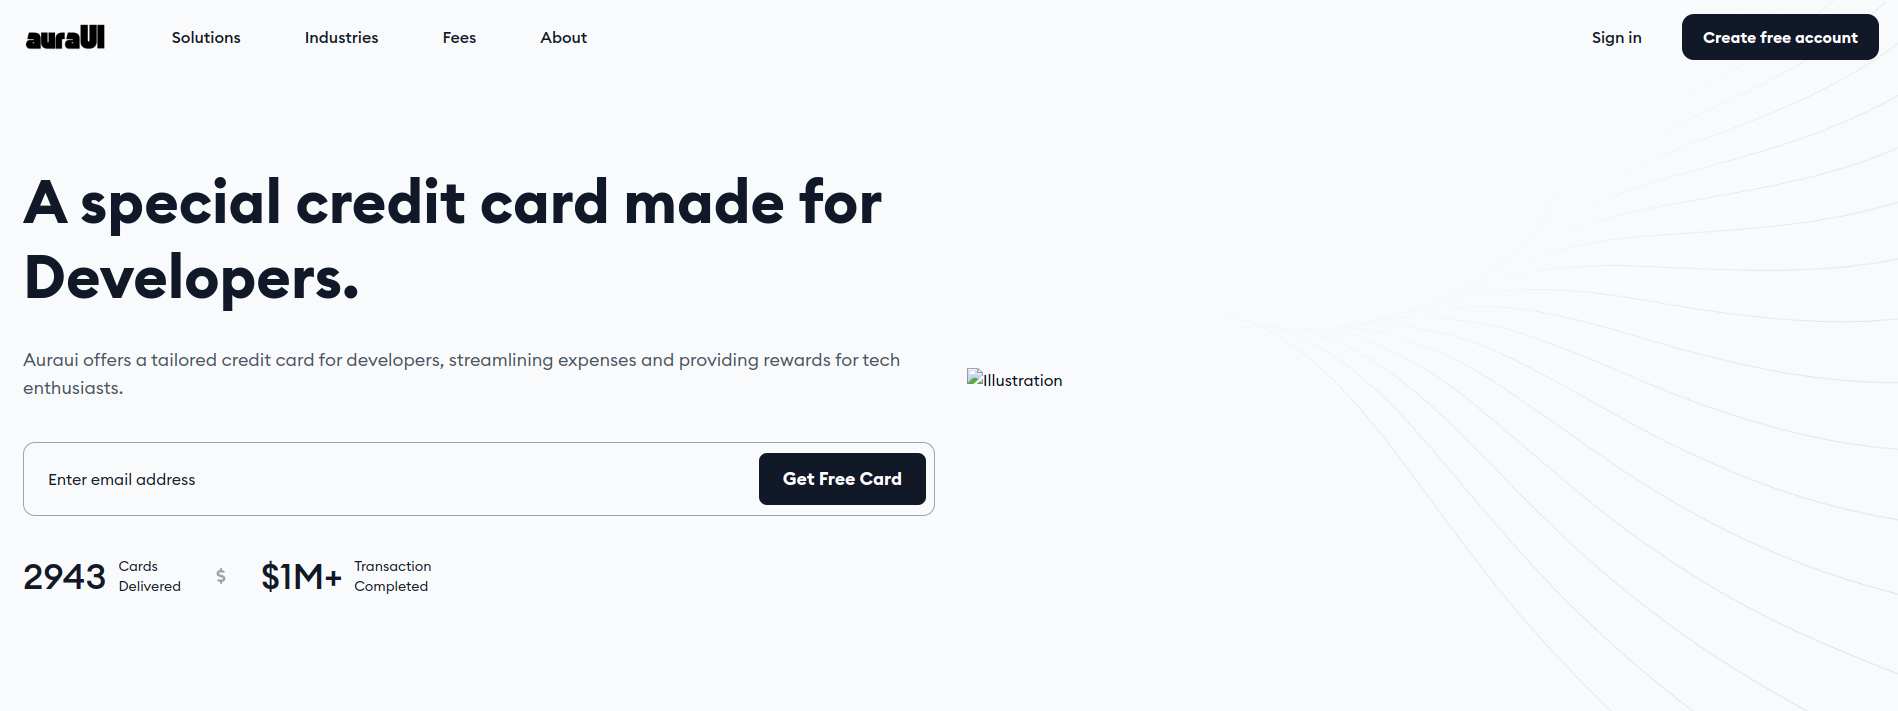 auraUI
Solutions
Industries
Fees
About
Sign in
Create free account
A special credit card made for
Developers.
Auraui offers a tailored credit card for developers, streamlining expenses and providing rewards for tech
enthusiasts.
Illustration
Enter email address
Get Free Card
2943
Cards
Delivered
$
$1M+
Transaction
Completed